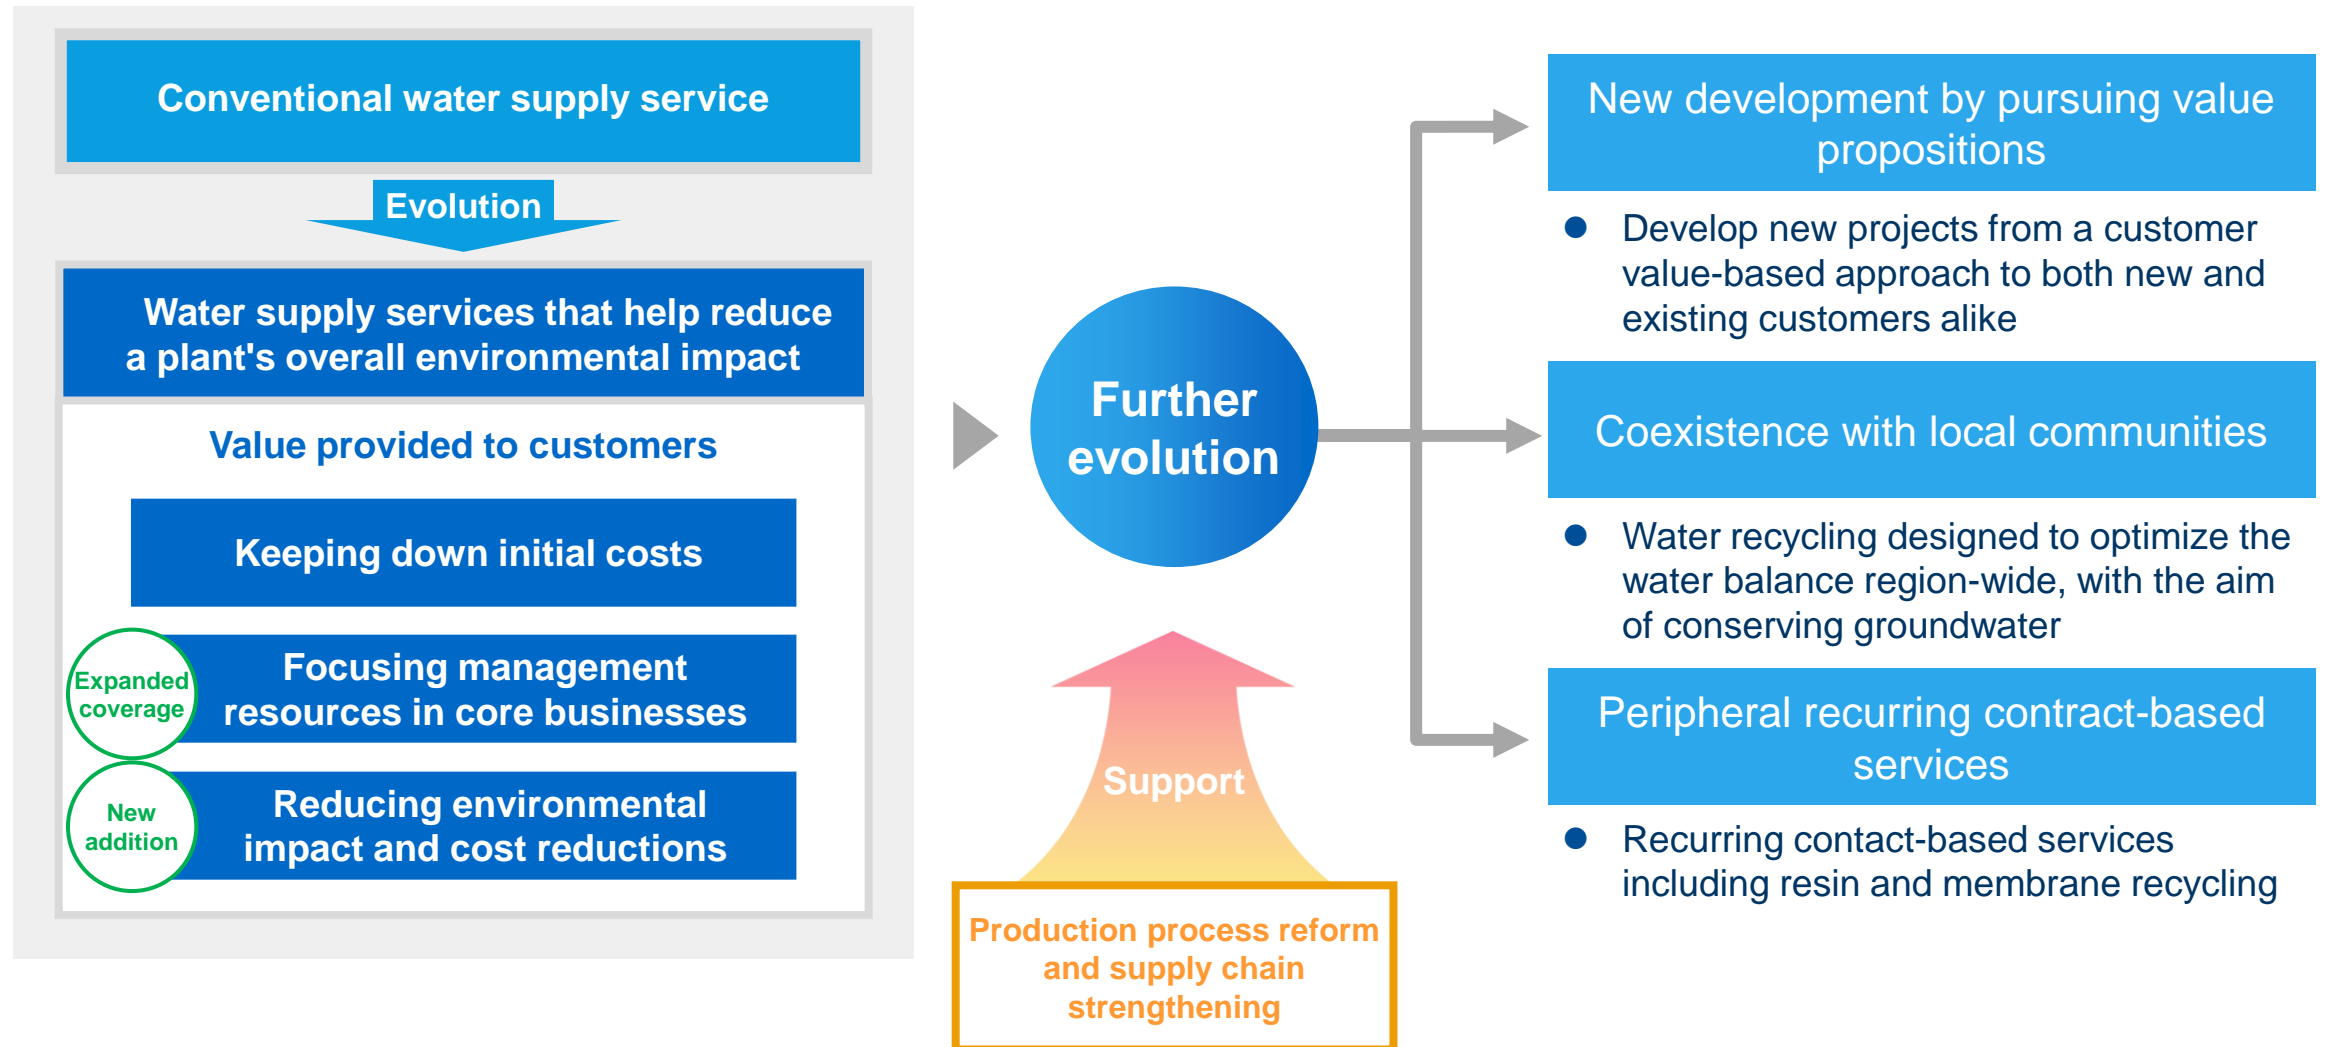 Conventional water supply service
Evolution
Water supply services that help reduce
a plant's overall environmental impact
Value provided to customers
Keeping down initial costs
Expanded
coverage
Focusing management
resources in core businesses
New
addition
Reducing environmental
impact and cost reductions
Further
evolution
Support
Production process reform
and supply chain
strengthening
New development by pursuing value
propositions
● Develop new projects from a customer
value-based approach to both new and
existing customers alike
Coexistence with local communities
● Water recycling designed to optimize the
water balance region-wide, with the aim
of conserving groundwater
Peripheral recurring contract-based
services
● Recurring contact-based services
including resin and membrane recycling